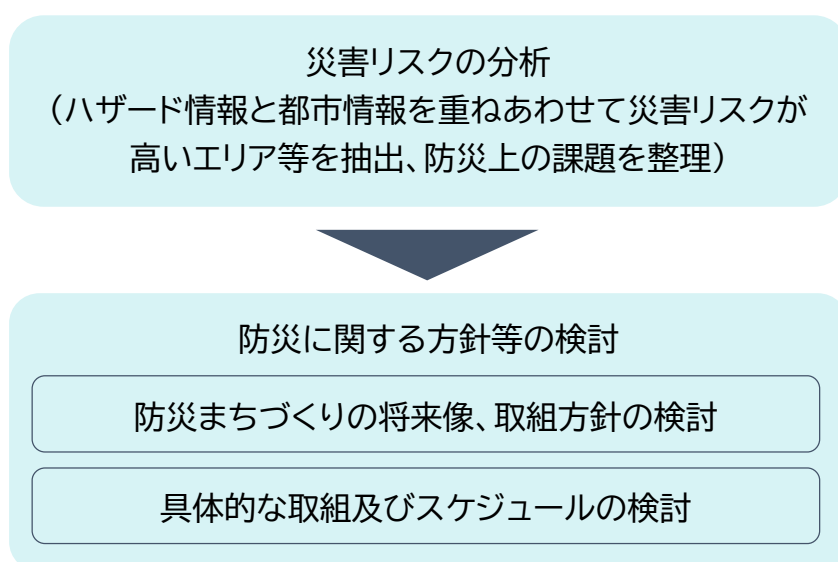 災害リスクの分析
（ハザード情報と都市情報を重ねあわせて災害リスクが
高いエリア等を抽出、防災上の課題を整理）
防災に関する方針等の検討
防災まちづくりの将来像、取組方針の検討
具体的な取組及びスケジュールの検討